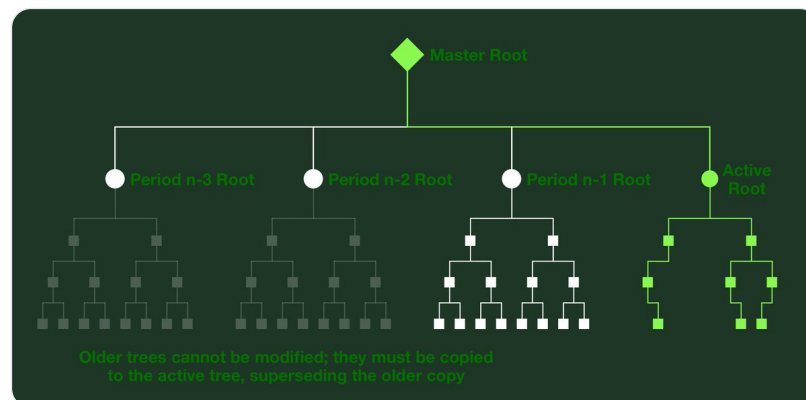 Master Root
Period n-3 Root
Period n-2 Root
Period n-1 Root
Active
Root
Older trees cannot be modified; they must be copied
to the active tree, superseding the older copy